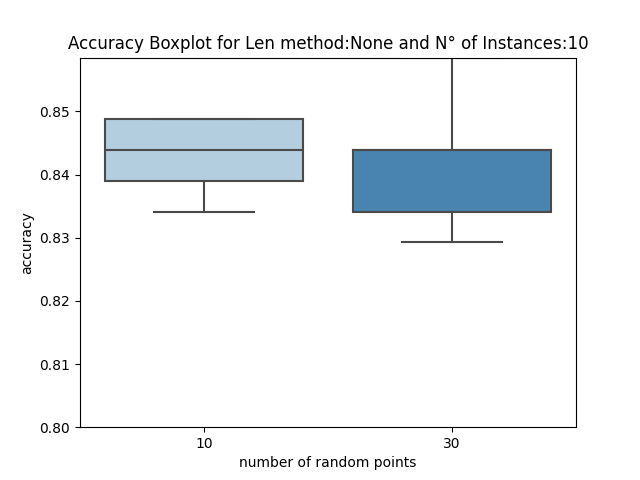 Accuracy Boxplot for Len method:None and N° of Instances:10
0.85
0.84
0.83
0.82
0.81
0.80
accuracy
10
30
number of random points